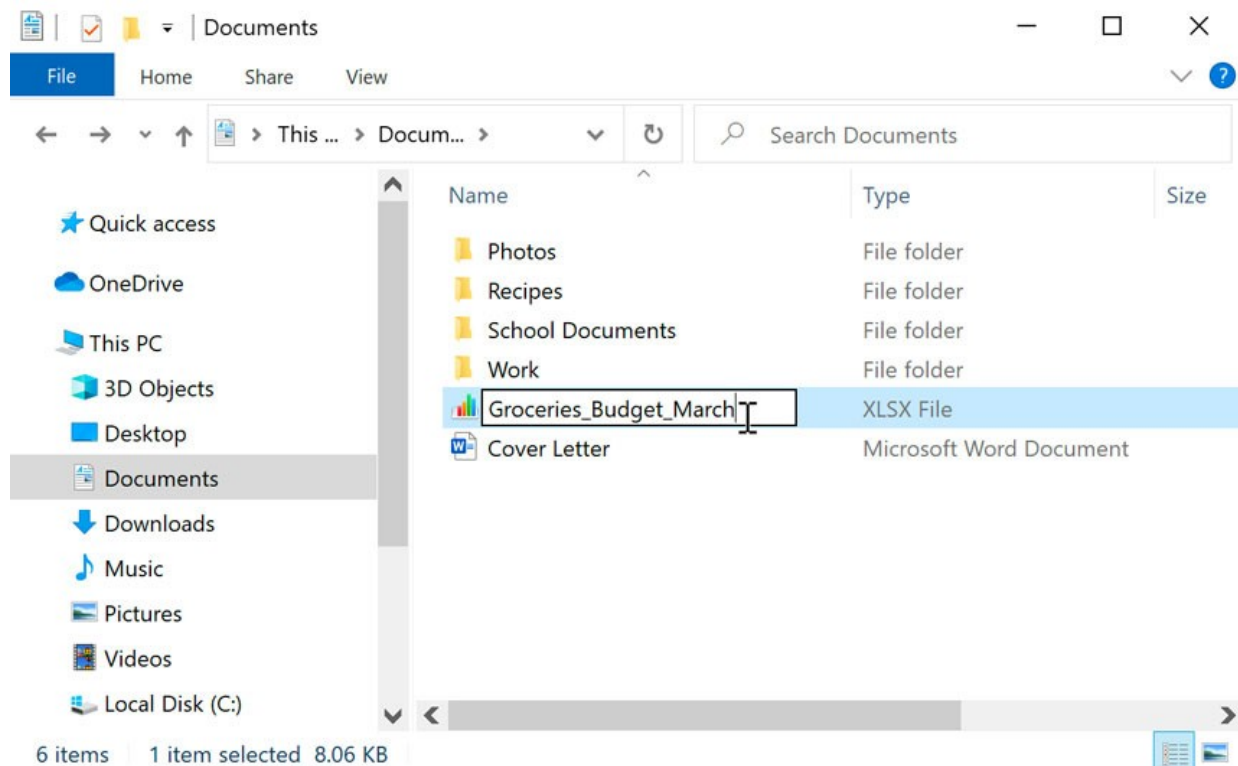 Documents
File Home Share View ?
This ... Docum... Search Documents
Name Type Size
Quick access
OneDrive
This PC
3D Objects
Desktop
Documents
Downloads
Music
Pictures
Videos
Local Disk (C:)
Photos File folder
Recipes File folder
School Documents File folder
Work File folder
Groceries_Budget_March XLSX File
W Cover Letter Microsoft Word Document
6 items 1 item selected 8.06 KB